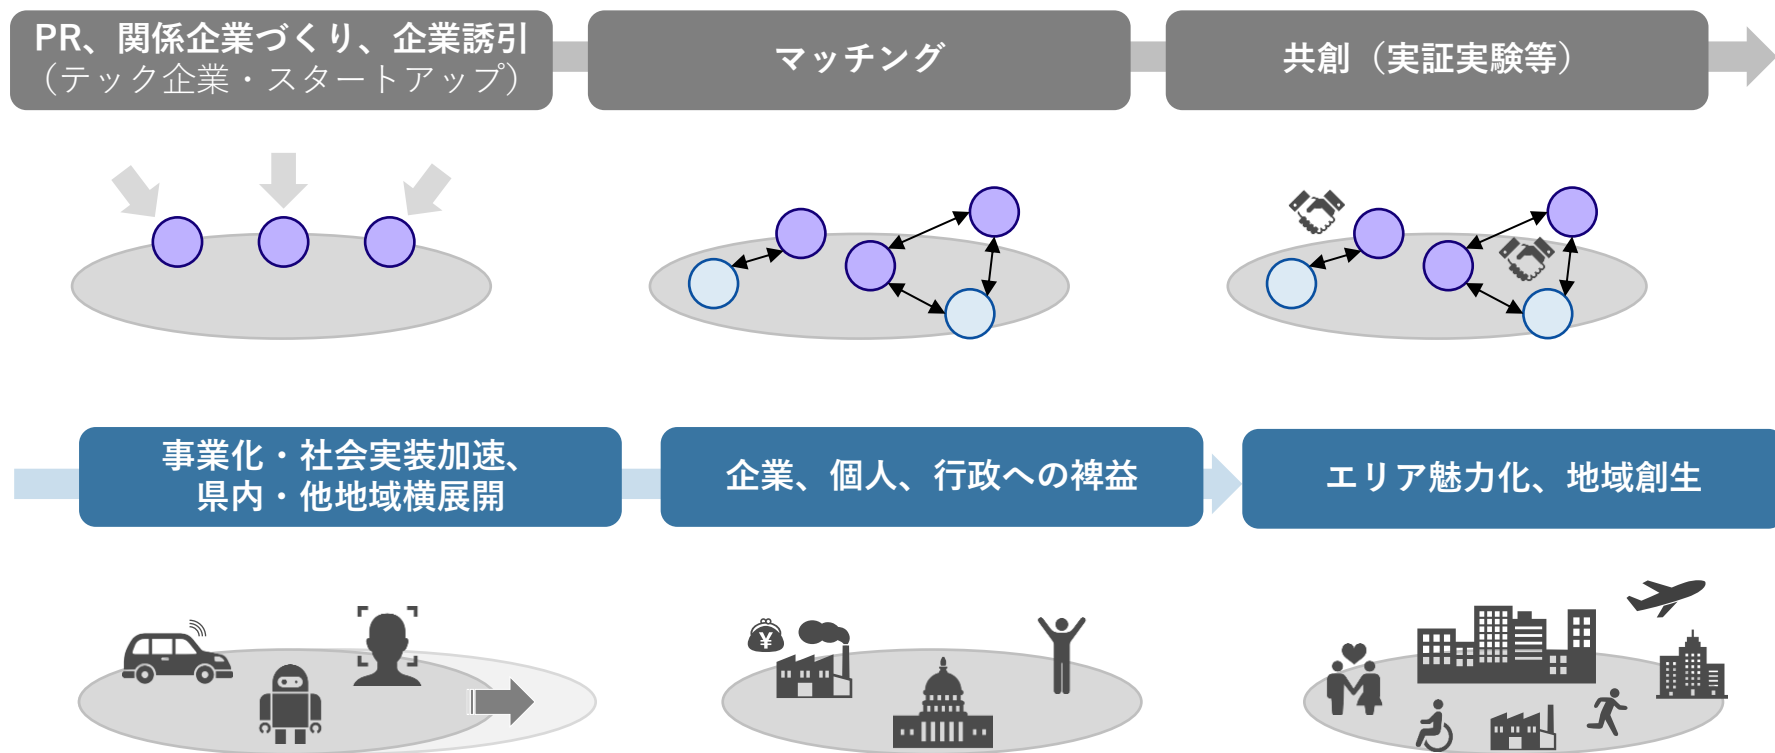 PR、関係企業づくり、企業誘引
（テック企業・スタートアップ）
マッチング
共創（実証実験等）
事業化・社会実装加速、
県内・他地域横展開
企業、個人、行政への裨益
エリア魅力化、地域創生
¥